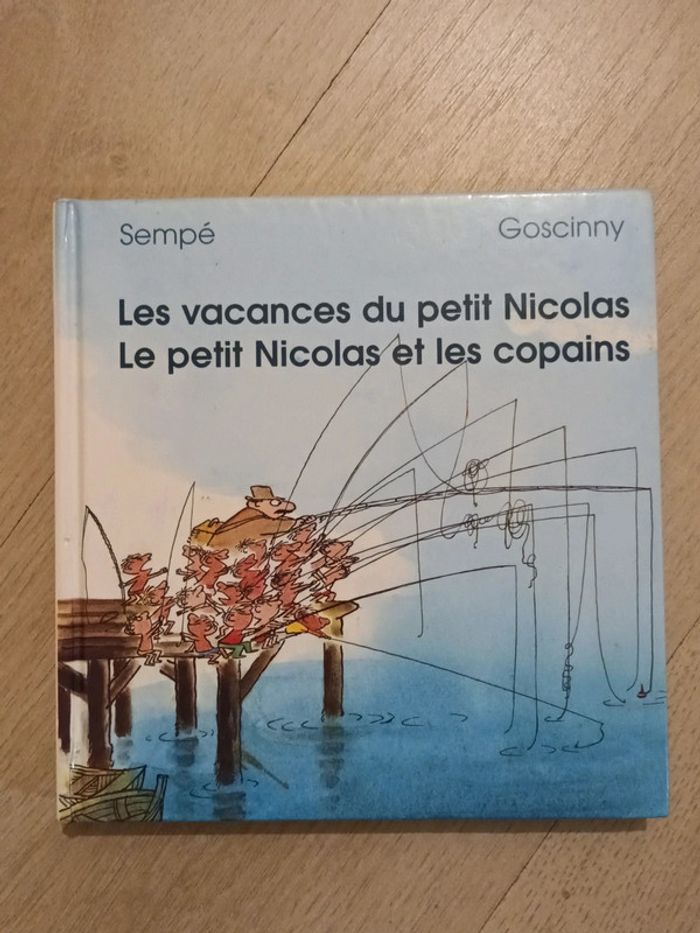 Sempé Goscinny
Les vacances du petit Nicolas
Le petit Nicolas et les copains